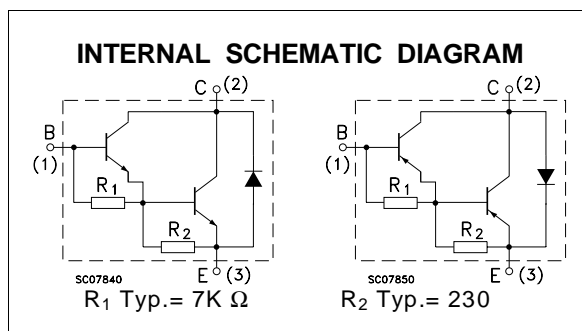 INTERNAL SCHEMATIC DIAGRAM
C (2)
B
(1)
R1
R2
SC07840
E (3)
C (2)
B
(1)
R1
R2
SC07850
E (3)
R1 Typ.= 7K Ω R2 Typ.= 230